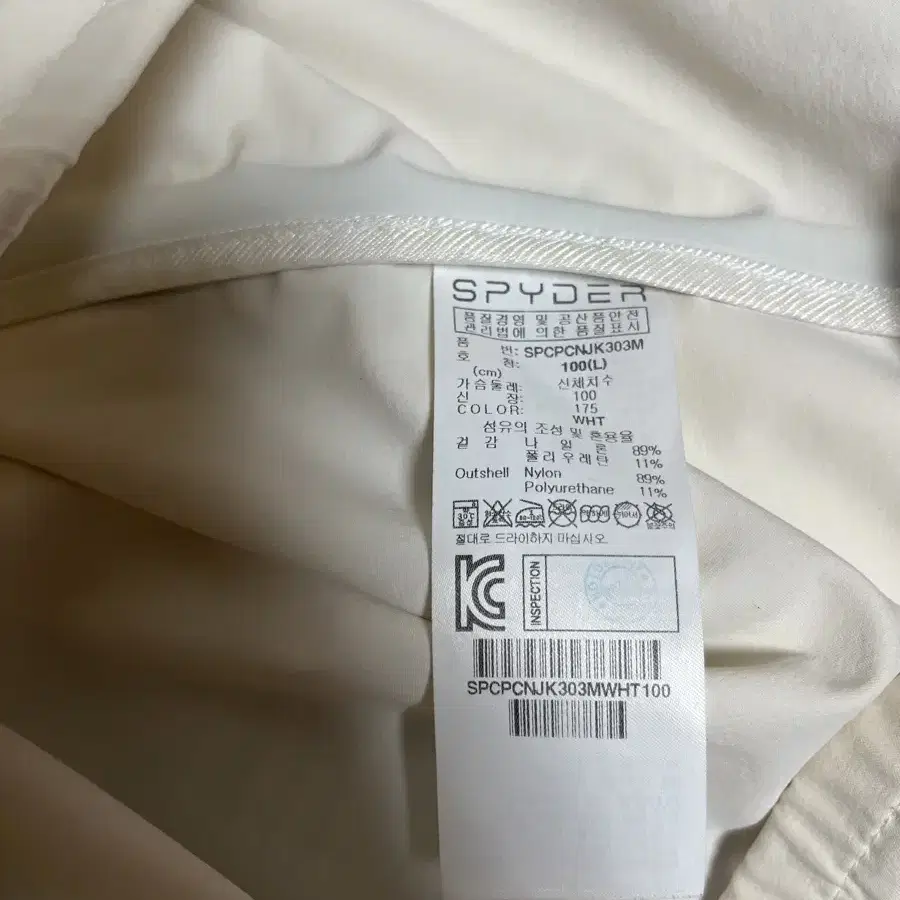 SPYDER
품질경영 및 공산품안전
관리법에 의한 품질표시
품 번: SPCPCNJK303M
호 칭: 100(L)
(cm) 신체치수
가슴둘레: 100
신 장: 175
COLOR: WHT
섬유의 조성 및 혼용율
겉 감 나 일 론 89%
폴 리 우 레 탄 11%
Outshell Nylon 89%
Polyurethane 11%
30℃
절대로 드라이하지 마십시오.
KC
INSPECTION
SPCPCNJK303MWHT100